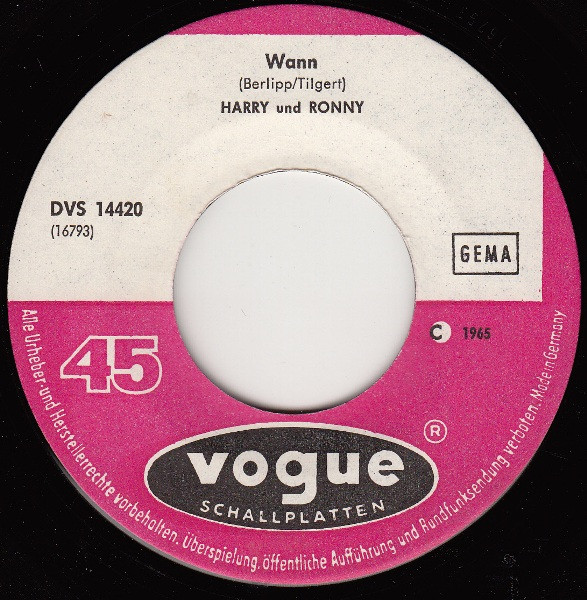 Wann
(Berlipp/Tilgert)
HARRY und RONNY
DVS 14420
(16793)
GEMA
45
C 1965
vogue ®
SCHALLPLATTEN
Alle Urheber-und Herstellerrechte vorbehalten. Überspielung, öffentliche Aufführung und Rundfunksendung verboten. Made in Germany